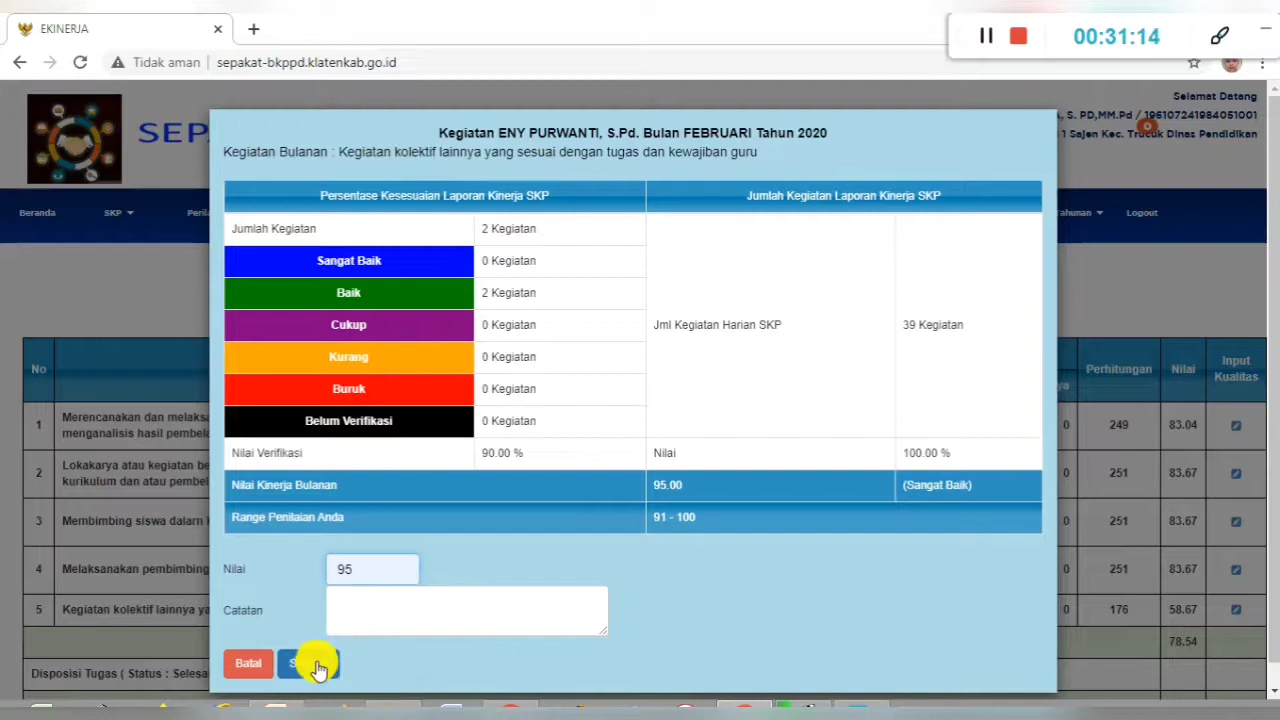 EKINERJA
00:31:14
Tidak aman
sepakat-bkppd.klatenkab.go.id
Selamat Datang
, S. PD,MM.Pd / 196107241984051001
1 Sajen Kec. Trucuk Dinas Pendidikan
SEP
Beranda
SKP
Perila
Tahunan
Logout
Kegiatan ENY PURWANTI, S.Pd. Bulan FEBRUARI Tahun 2020
Kegiatan Bulanan : Kegiatan kolektif lainnya yang sesuai dengan tugas dan kewajiban guru
Persentase Kesesuaian Laporan Kinerja SKP
Jumlah Kegiatan Laporan Kinerja SKP
Jumlah Kegiatan 2 Kegiatan
Sangat Baik 0 Kegiatan
Baik 2 Kegiatan
Cukup 0 Kegiatan
Jml Kegiatan Harian SKP 39 Kegiatan
Kurang 0 Kegiatan
Buruk 0 Kegiatan
Belum Verifikasi 0 Kegiatan
Nilai Verifikasi 90.00 % Nilai 100.00 %
Nilai Kinerja Bulanan 95.00 (Sangat Baik)
Range Penilaian Anda 91 - 100
Nilai 95
Catatan
Batal
No
ya
Perhitungan
Nilai
Input
Kualitas
1 Merencanakan dan melaksa
menganalisis hasil pembela
0 249 83.04
2 Lokakarya atau kegiatan be
kurikulum dan atau pembel
0 251 83.67
3 Membimbing siswa dalam
0 251 83.67
4 Melaksanakan pembimbing
0 251 83.67
5 Kegiatan kolektif lainnya ya
0 176 58.67
78.54
Disposisi Tugas ( Status : Selesa